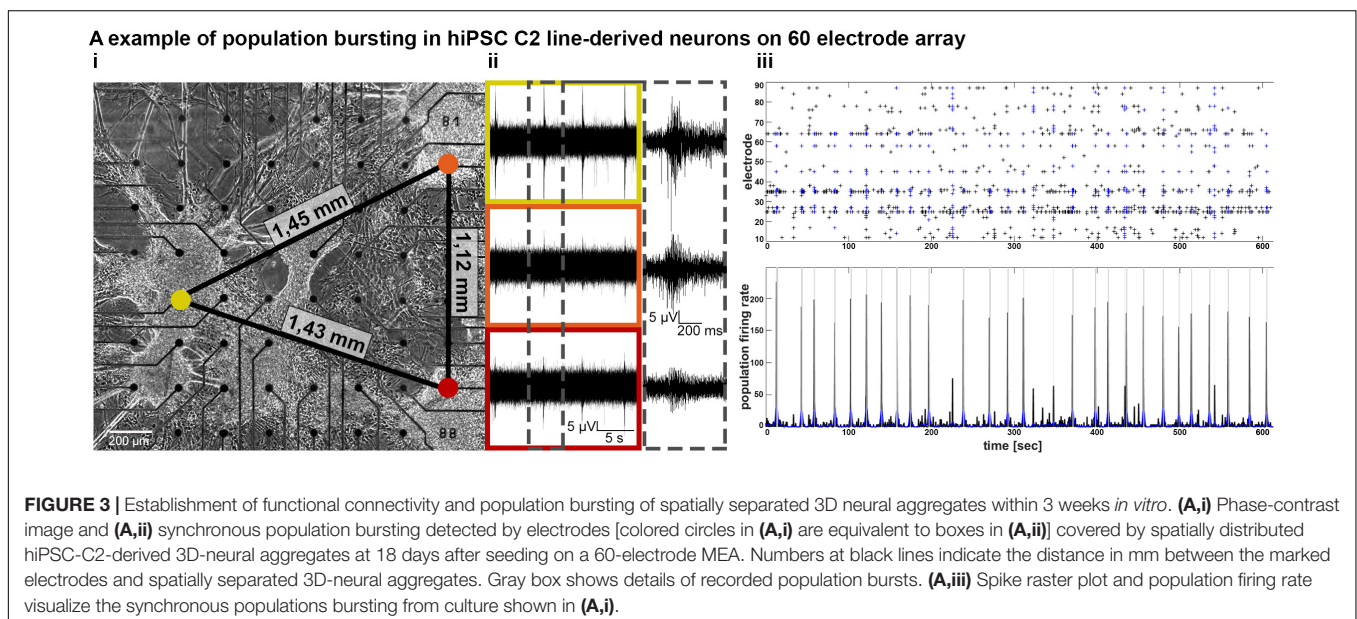 A example of population bursting in hiPSC C2 line-derived neurons on 60 electrode array
i
ii
iii
81
1,45 mm
1,12 mm
1,43 mm
200 µm
88
5 µV
200 ms
5 µV
5 s
electrode
90
80
70
60
50
40
30
20
10
0 100 200 300 400 500 600
population firing rate
200
150
100
50
0
0 100 200 300 400 500 600
time [sec]
FIGURE 3 | Establishment of functional connectivity and population bursting of spatially separated 3D neural aggregates within 3 weeks in vitro. (A,i) Phase-contrast
image and (A,ii) synchronous population bursting detected by electrodes [colored circles in (A,i) are equivalent to boxes in (A,ii)] covered by spatially distributed
hiPSC-C2-derived 3D-neural aggregates at 18 days after seeding on a 60-electrode MEA. Numbers at black lines indicate the distance in mm between the marked
electrodes and spatially separated 3D-neural aggregates. Gray box shows details of recorded population bursts. (A,iii) Spike raster plot and population firing rate
visualize the synchronous populations bursting from culture shown in (A,i).